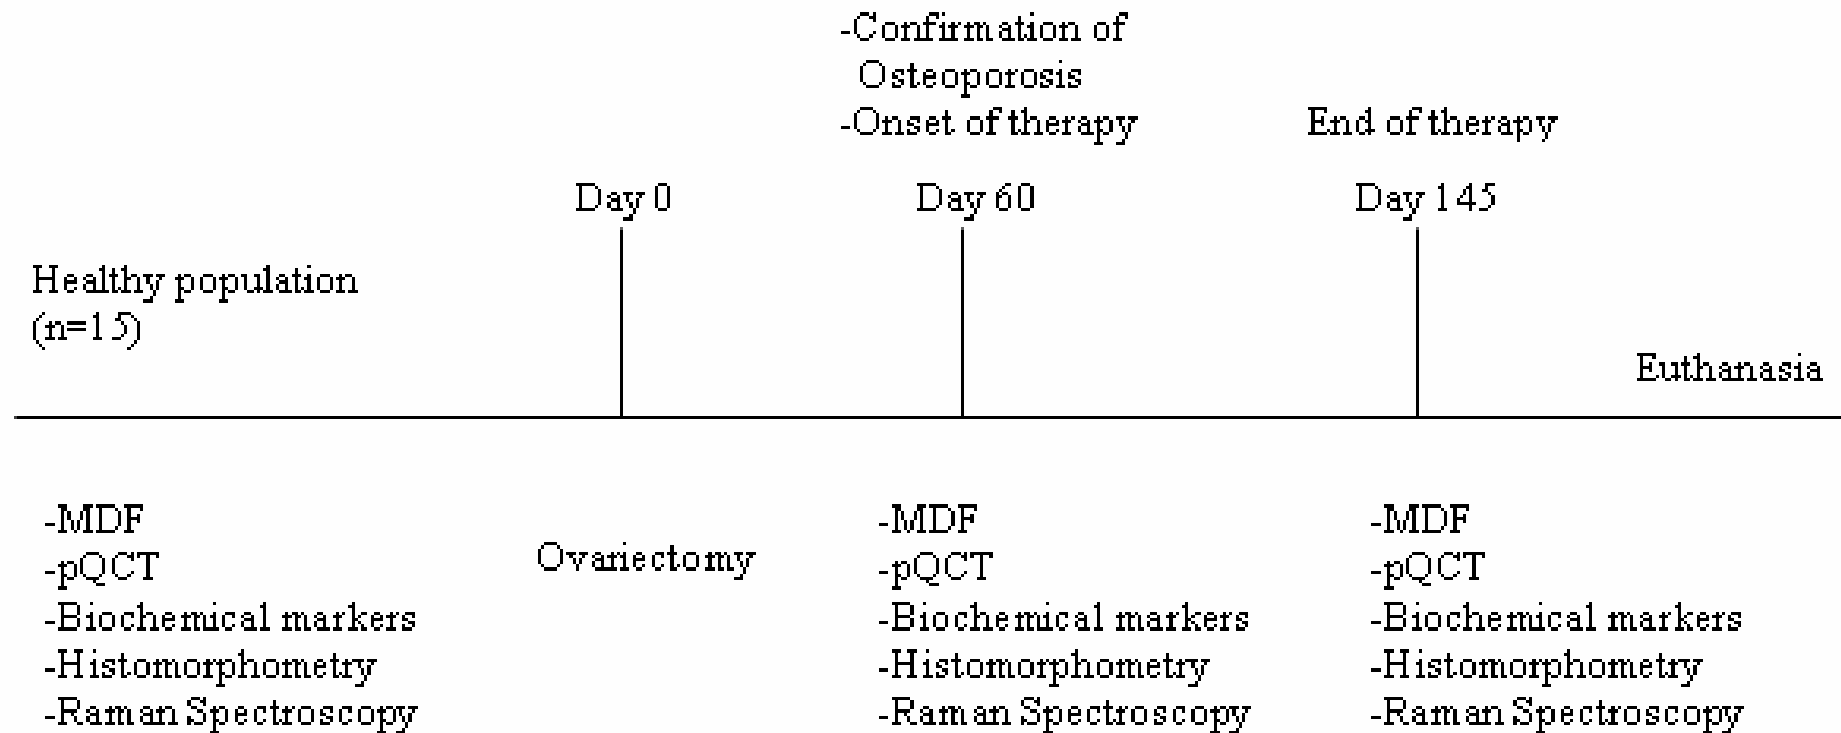 -Confirmation of
Osteoporosis
-Onset of therapy
End of therapy
Day 0
Day 60
Day 145
Healthy population
(n=15)
Euthanasia
-MDF
-pQCT
-Biochemical markers
-Histomorphometry
-Raman Spectroscopy
Ovariectomy
-MDF
-pQCT
-Biochemical markers
-Histomorphometry
-Raman Spectroscopy
-MDF
-pQCT
-Biochemical markers
-Histomorphometry
-Raman Spectroscopy